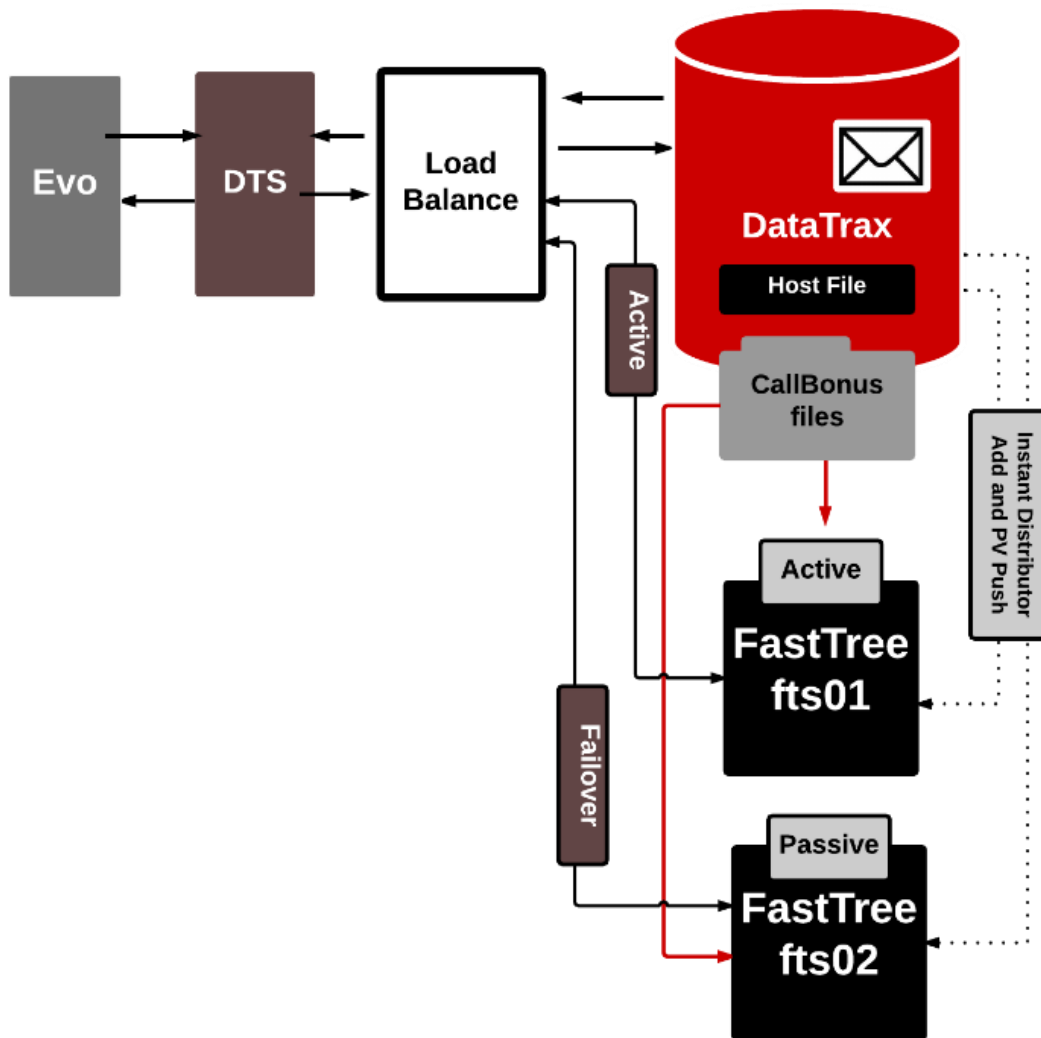 Evo
DTS
Load
Balance
DataTrax
Host File
CallBonus
files
Active
Instant Distributor
Add and PV Push
Active
FastTree
fts01
Failover
Passive
FastTree
fts02